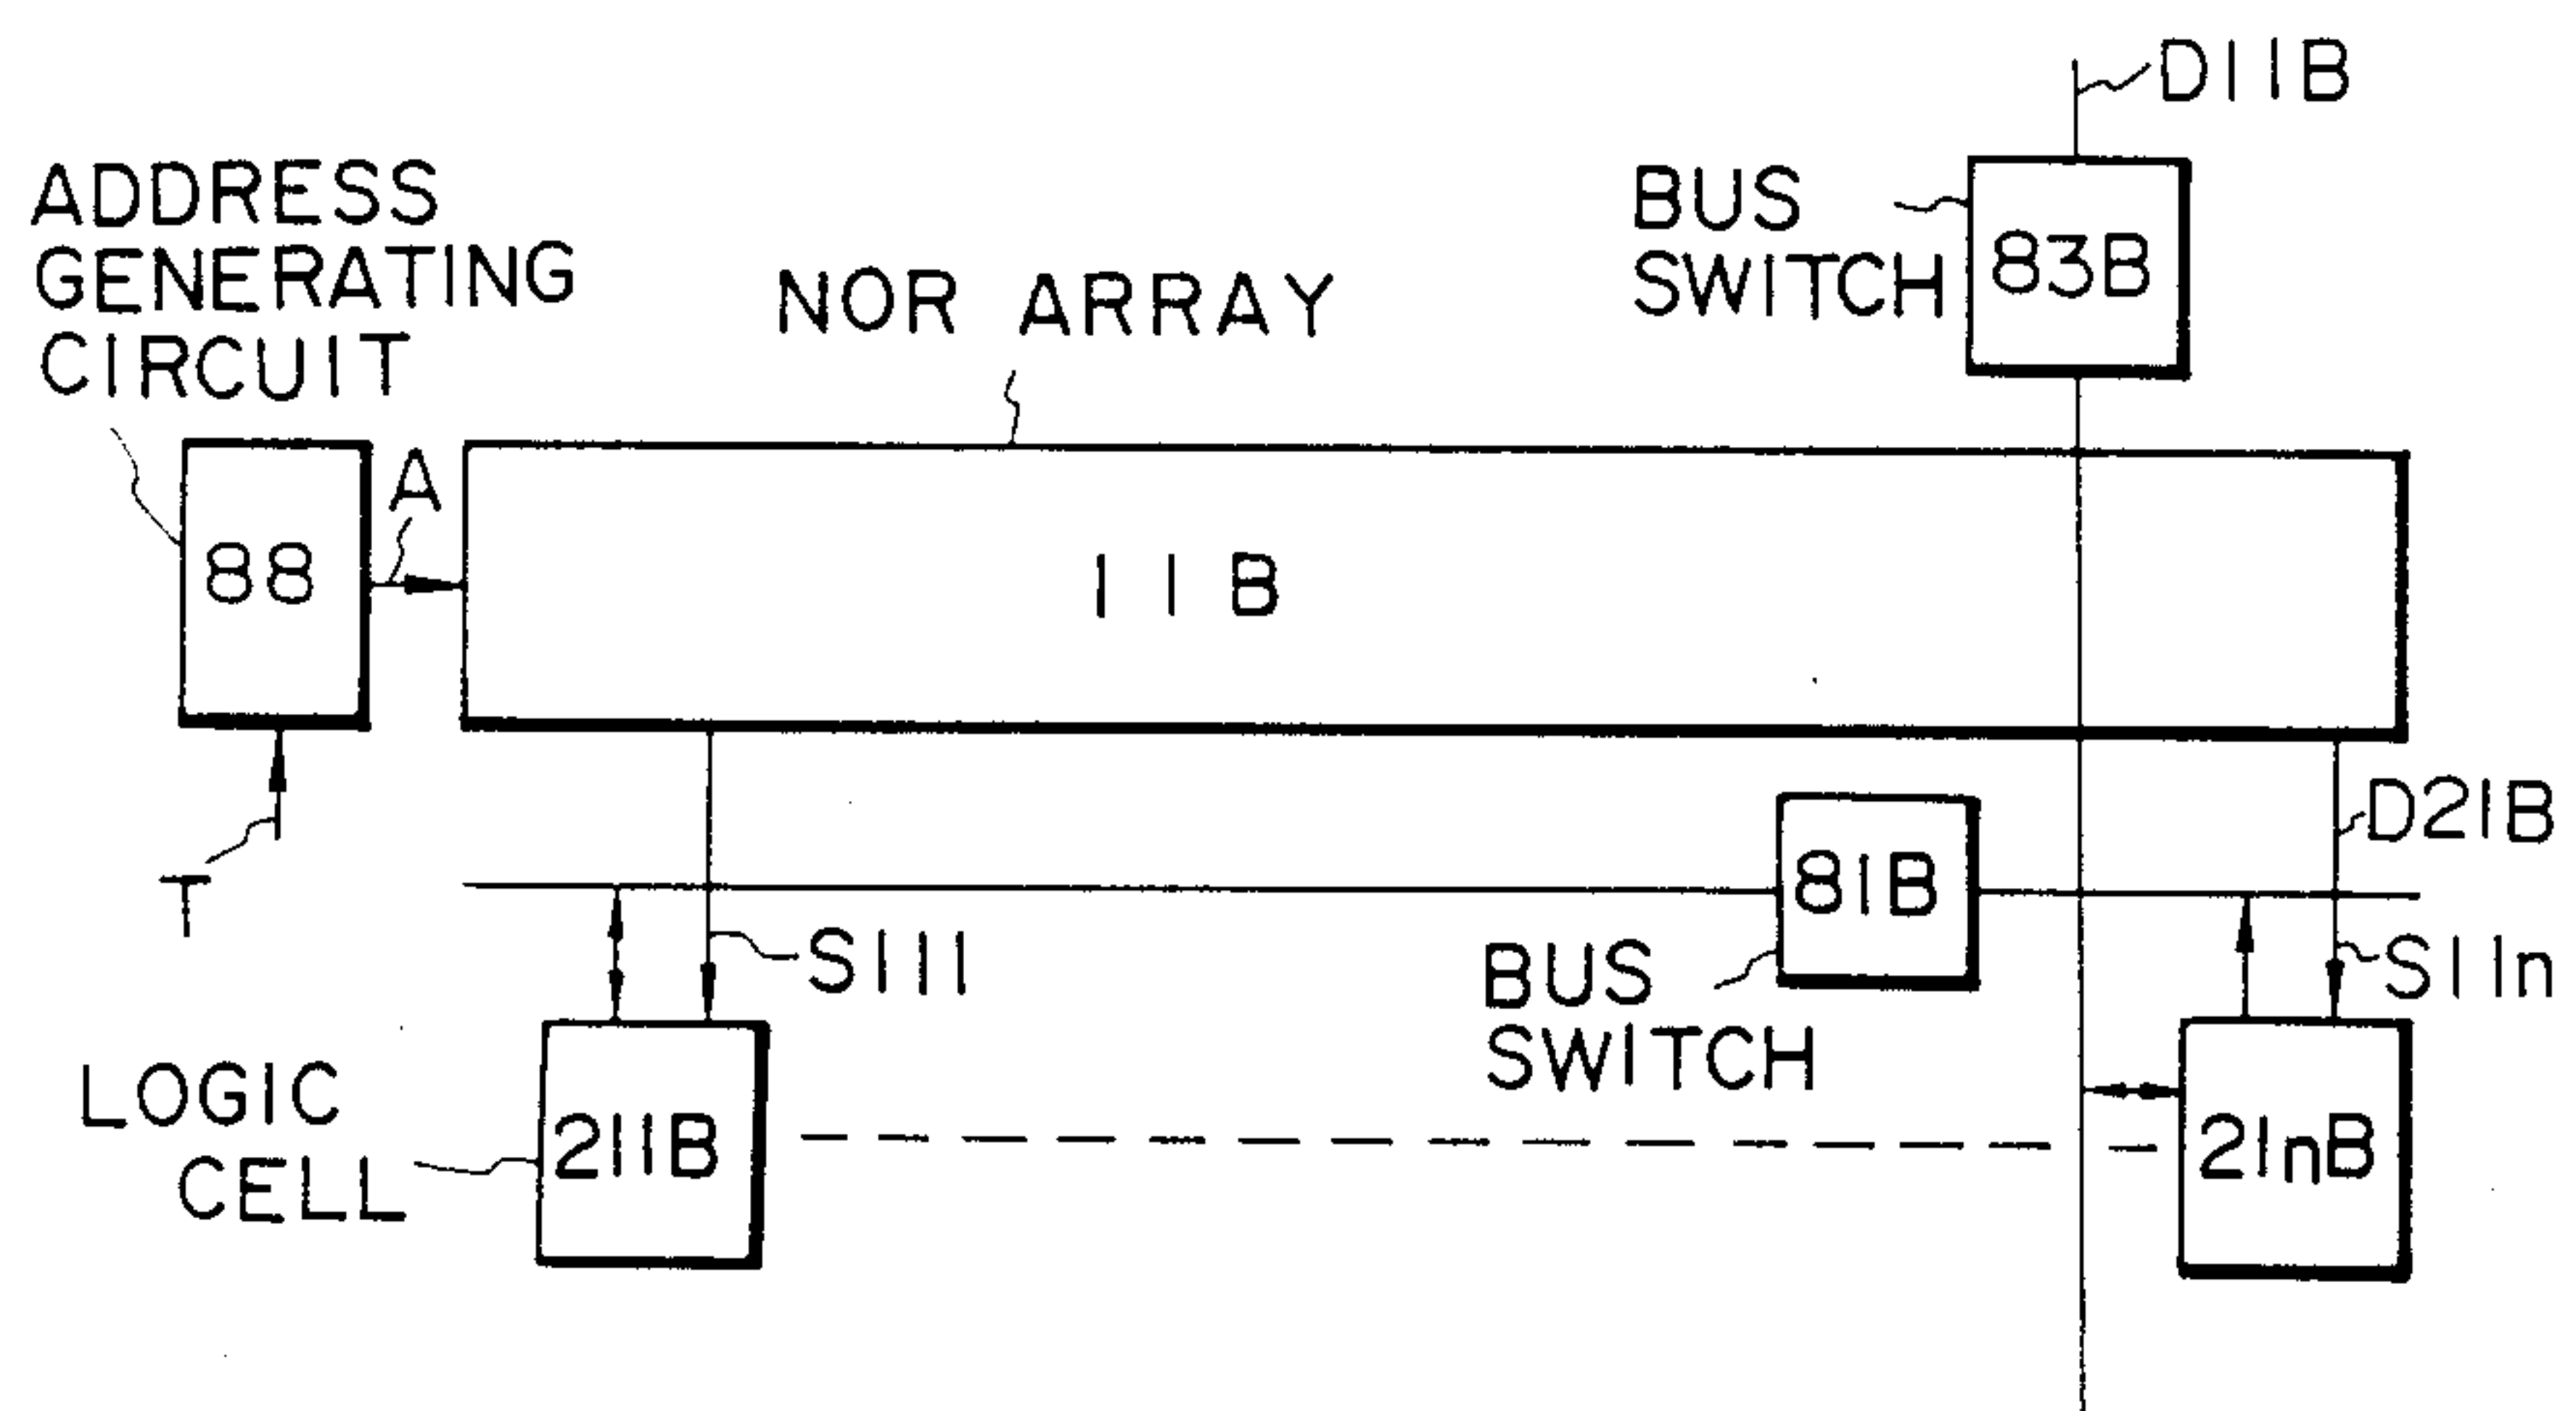 D11B
ADDRESS
GENERATING
CIRCUIT
BUS
SWITCH
83B
NOR ARRAY
A
88
11B
T
D21B
81B
S111
BUS
SWITCH
S11n
LOGIC
CELL
211B
21nB